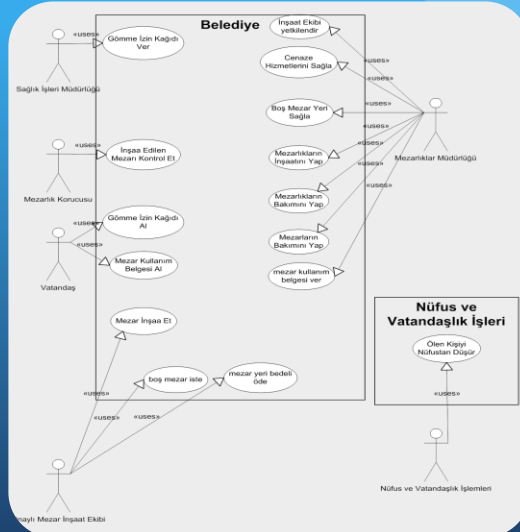 Belediye
Gömme İzin Kağıdı
Ver
«uses»
Sağlık İşleri Müdürlüğü
İnşaat Ekibi
yetkilendir
«uses»
Cenaze
Hizmetlerini Sağla
«uses»
Boş Mezar Yeri
Sağla
«uses»
Mezarlıklar Müdürlüğü
İnşaa Edilen
Mezarı Kontrol Et
«uses»
Mezarlık Korucusu
Mezarlıkların
İnşaatını Yap
«uses»
Mezarlıkların
Bakımını Yap
«uses»
Gömme İzin Kağıdı
Al
«uses»
«uses»
Vatandaş
Mezar Kullanım
Belgesi Al
Mezarların
Bakımını Yap
«uses»
mezar kullanım
belgesi ver
Mezar İnşaa Et
Nüfus ve
Vatandaşlık İşleri
Ölen Kişiyi
Nüfustan Düşür
«uses»
Nüfus ve Vatandaşlık İşlemleri
boş mezar iste
mezar yeri bedeli
öde
«uses»
«uses»
«uses»
Mezar İnşaat Ekibi